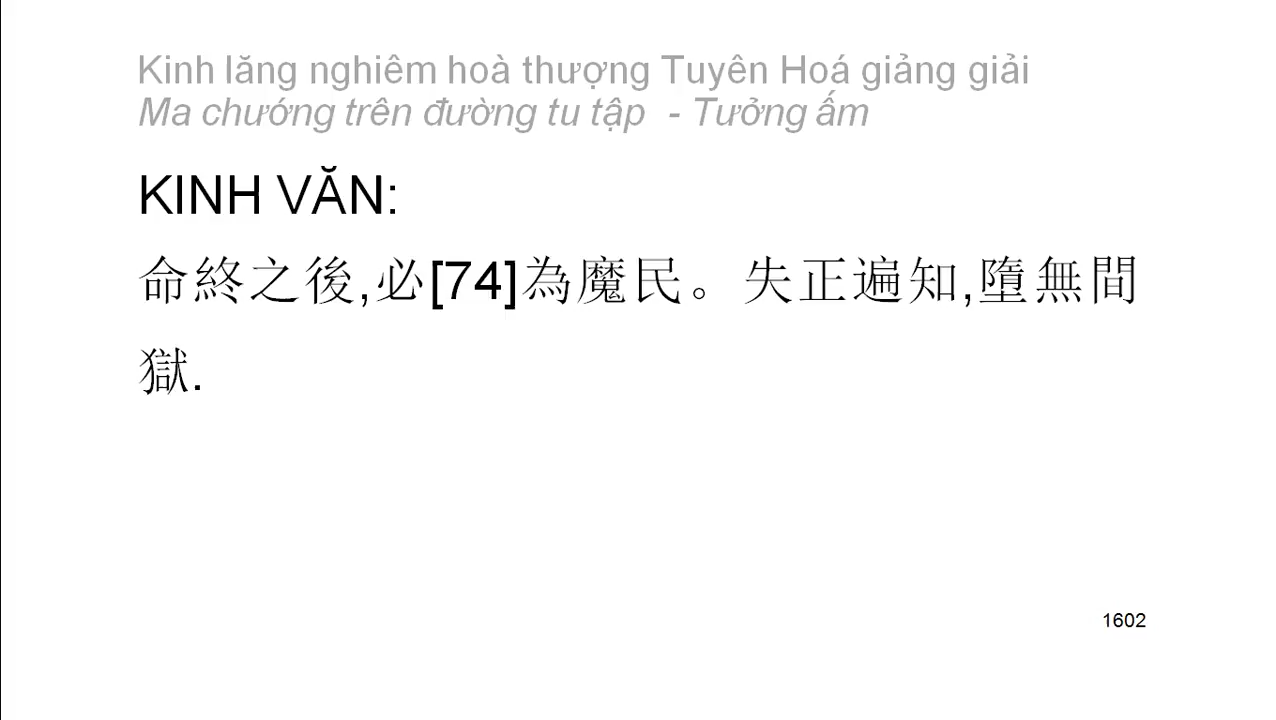 Kinh lăng nghiêm hoà thượng Tuyên Hoá giảng giải
Ma chướng trên đường tu tập - Tưởng ấm
KINH VĂN:
命終之後,必[74]為魔民。失正遍知,墮無間
獄.
1602